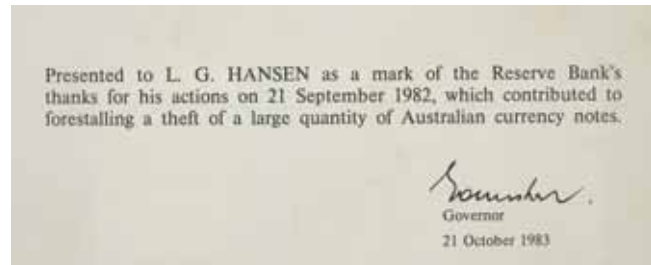 Presented to L. G. HANSEN as a mark of the Reserve Bank's
thanks for his actions on 21 September 1982, which contributed to
forestalling a theft of a large quantity of Australian currency notes.
Governor
21 October 1983